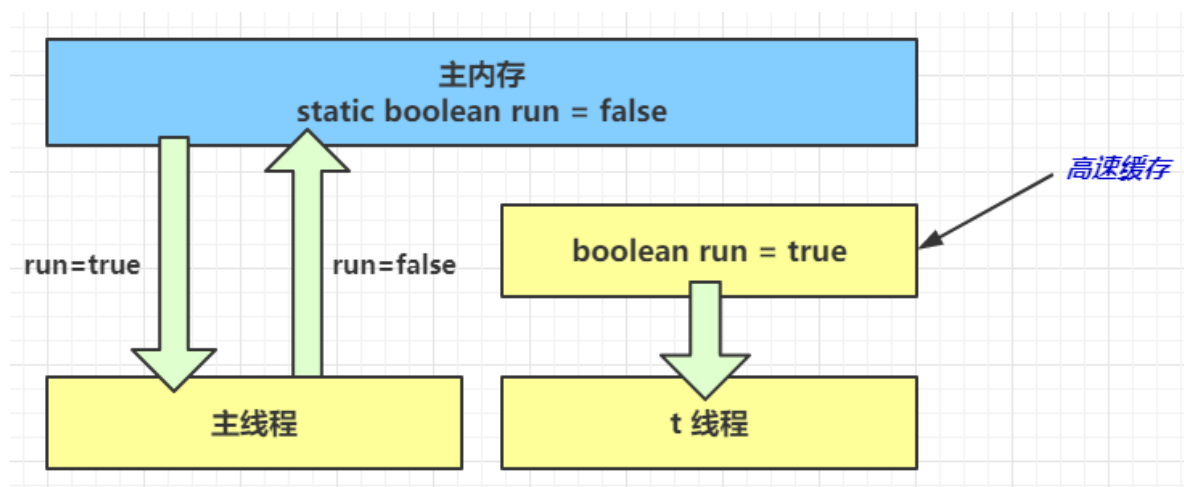 主内存
static boolean run = false
高速缓存
boolean run = true
run=true
run=false
主线程
t 线程